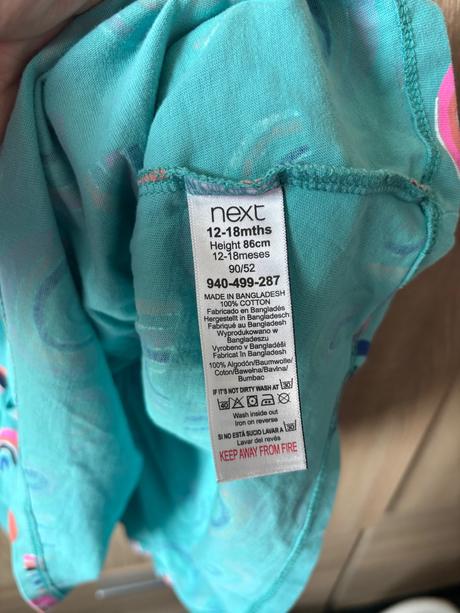 next
12-18mths
Height 86cm
12-18meses
90/52
940-499-287
MADE IN BANGLADESH
100% COTTON
Fabricado en Bangladesh
Hergestellt in Bangladesch
Fabriqué au Bangladesh
Wyprodukowano w
Bangladeszu
Vyrobeno v Bangladéši
Fabricat în Bangladesh
100% Algodón/Baumwolle/
Coton/Bawełna/Bavlna/
Bumbac
IF IT'S NOT DIRTY WASH AT 30
40
Wash inside out
Iron on reverse
SI NO ESTÁ SUCIO LAVAR A 30
Lavar del revés
KEEP AWAY FROM FIRE